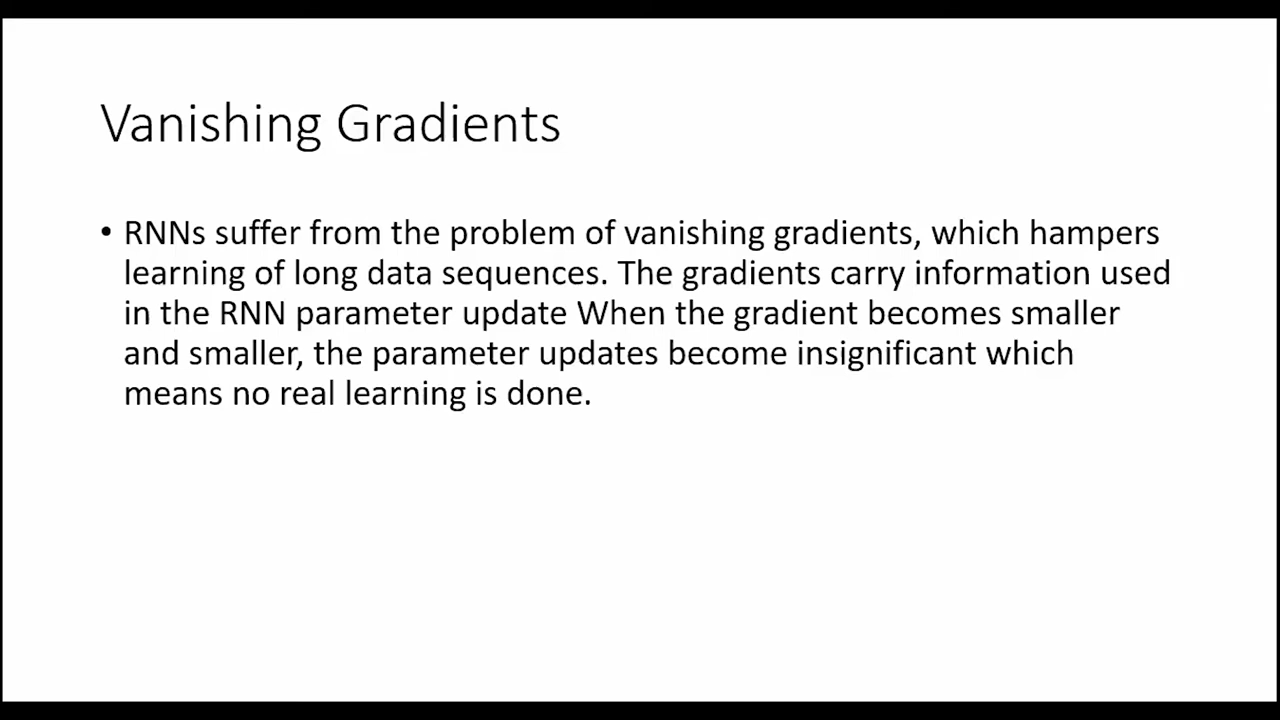 Vanishing Gradients
• RNNs suffer from the problem of vanishing gradients, which hampers
learning of long data sequences. The gradients carry information used
in the RNN parameter update When the gradient becomes smaller
and smaller, the parameter updates become insignificant which
means no real learning is done.